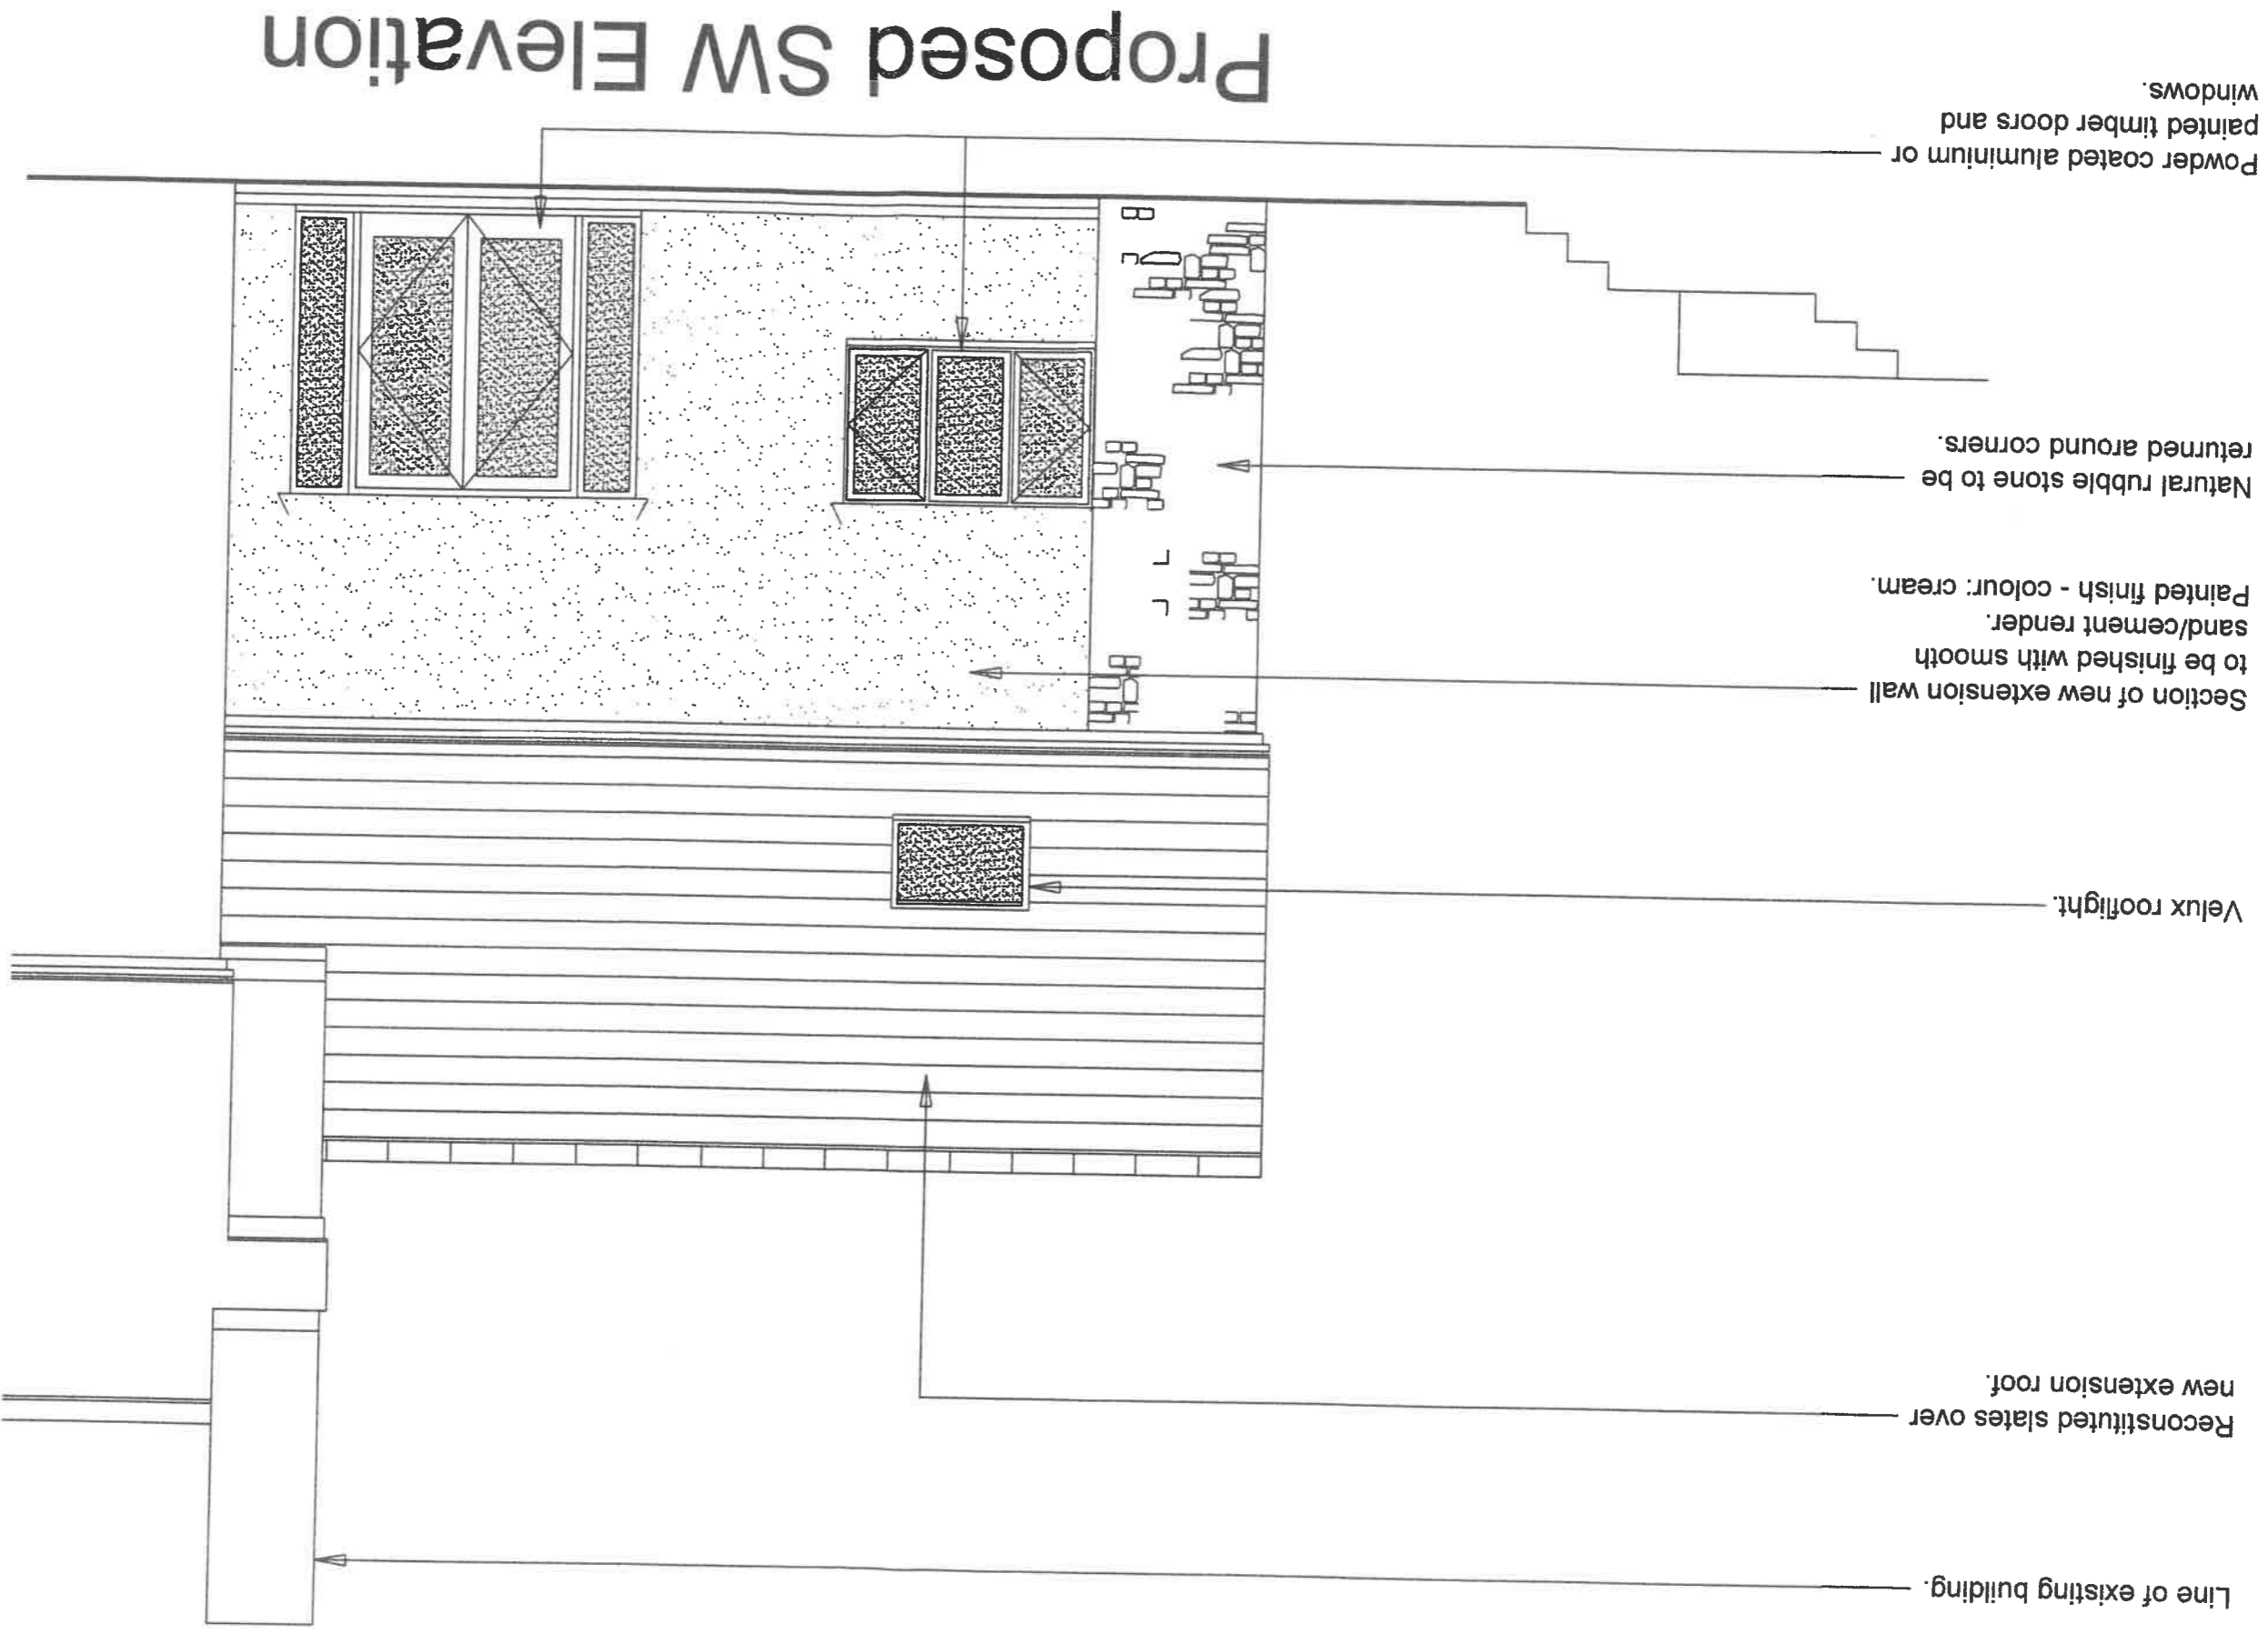 Line of existing building.
Reconstituted slates over
new extension roof.
Velux rooflight.
Section of new extension wall
to be finished with smooth
sand/cement render.
Painted finish - colour: cream.
Natural rubble stone to be
returned around corners.
Powder coated aluminium or
painted timber doors and
windows.
Proposed SW Elevation